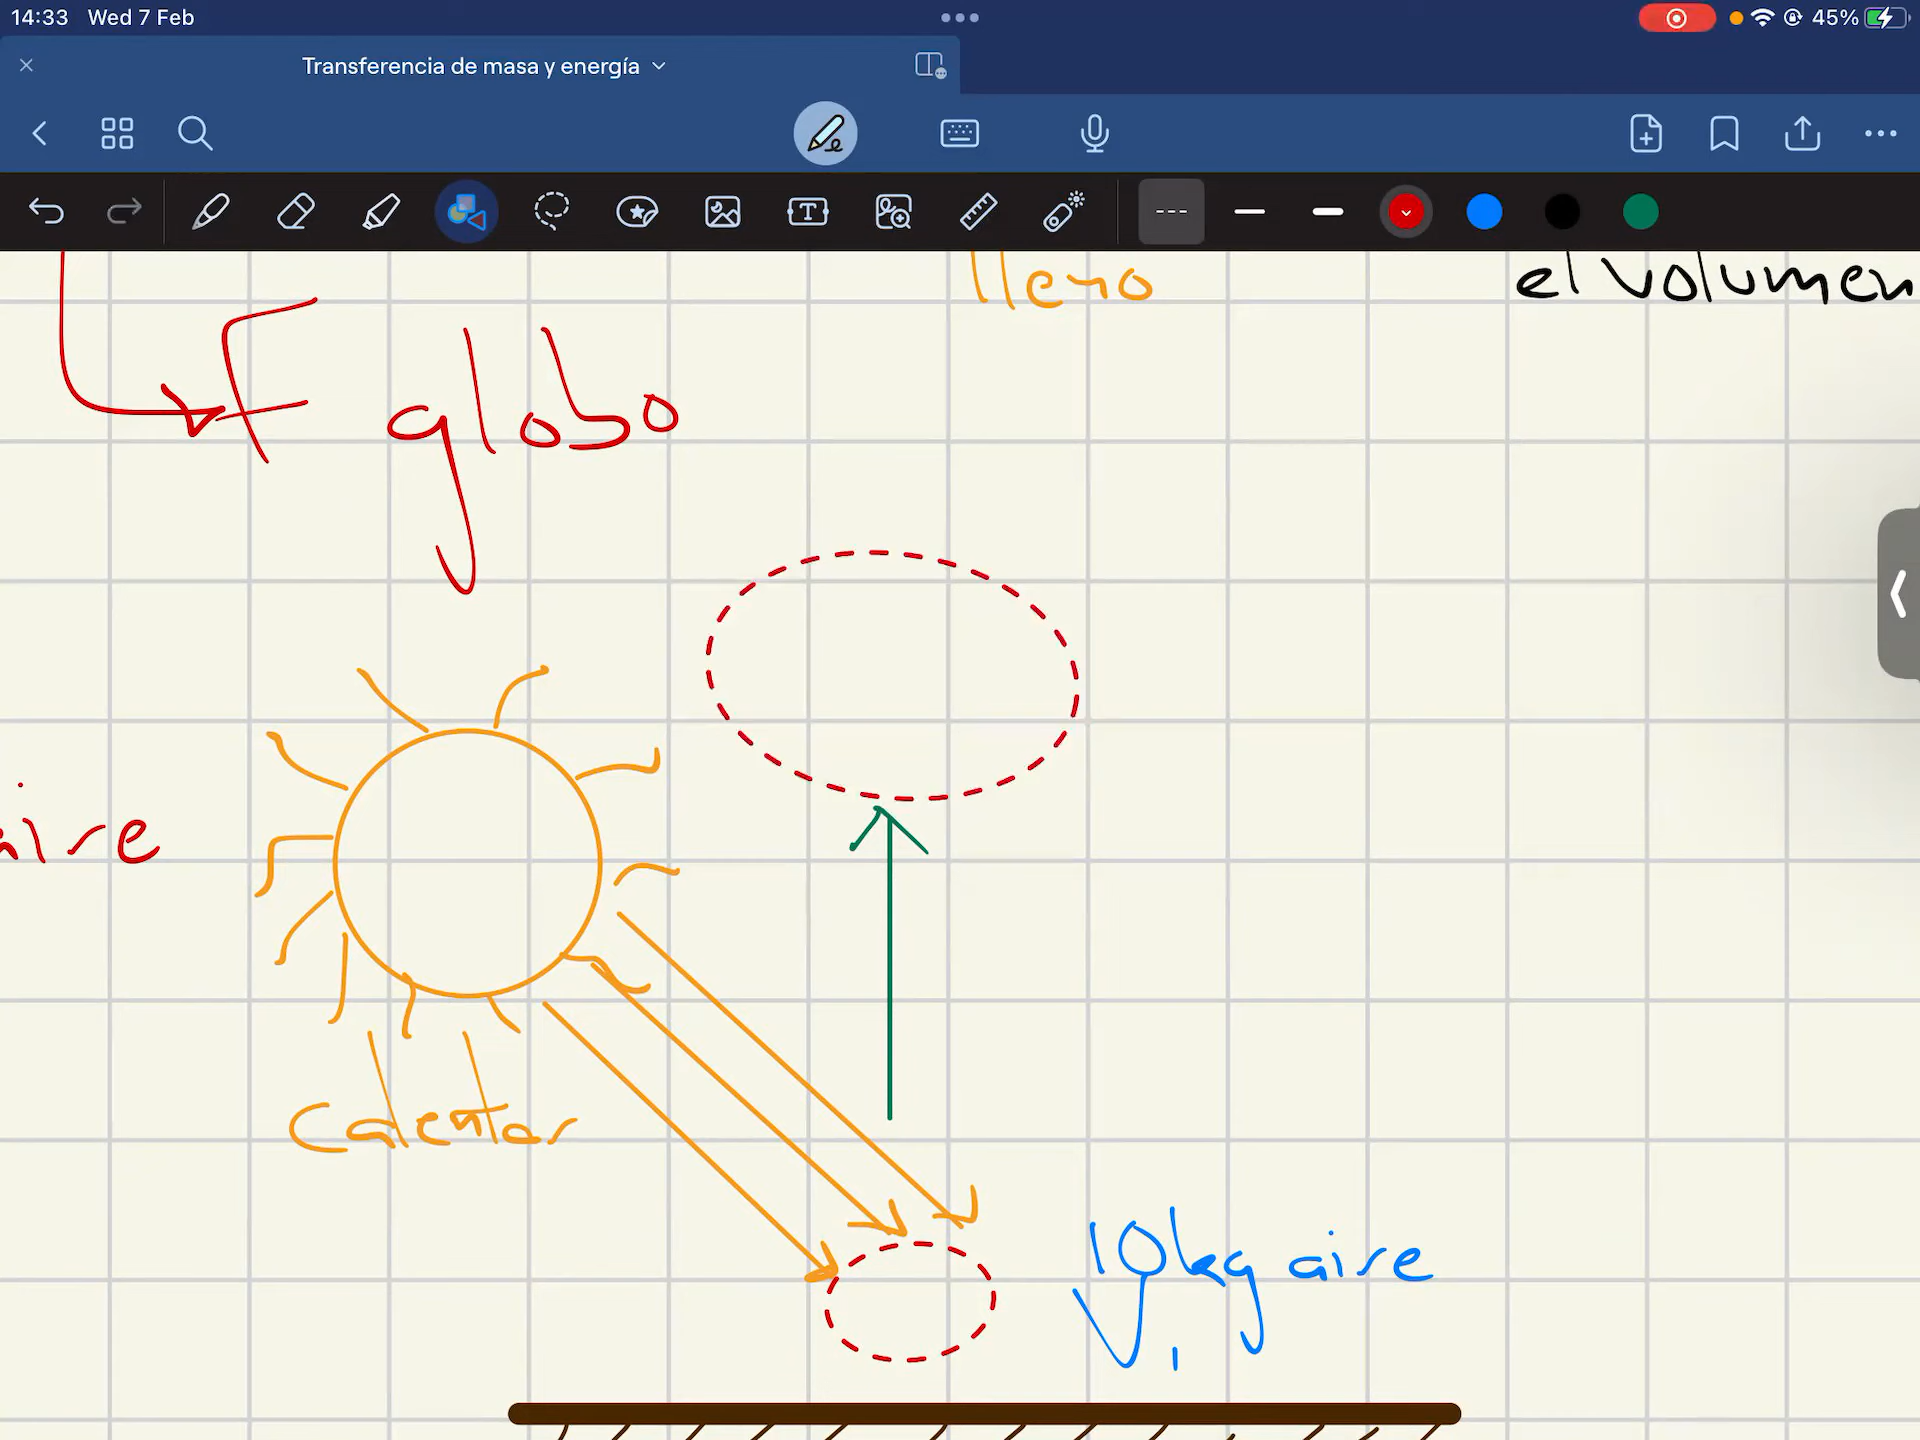 14:33 Wed 7 Feb
45%
Transferencia de masa y energía
lleno
el volumen
F globo
aire
Calentar
10kg aire
V1